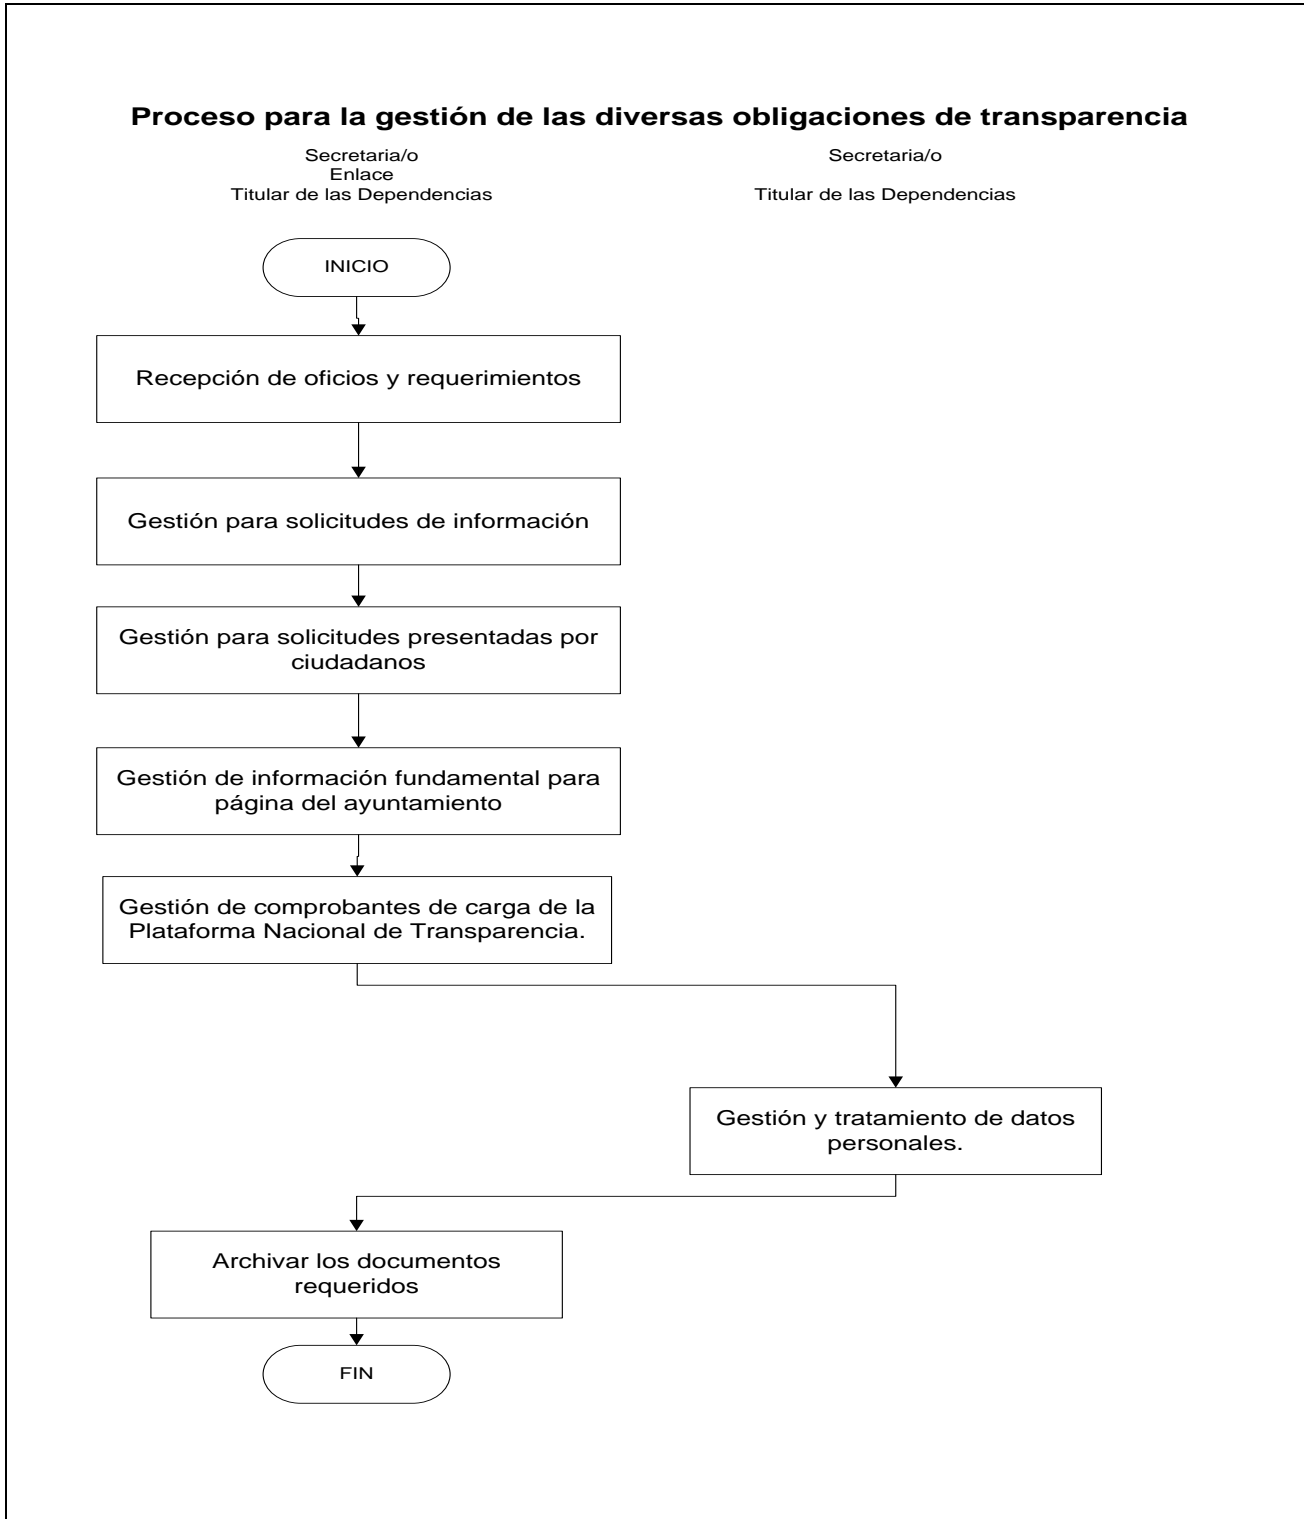 Proceso para la gestión de las diversas obligaciones de transparencia
Secretaria/o
Enlace
Titular de las Dependencias
Secretaria/o
Titular de las Dependencias
INICIO
Recepción de oficios y requerimientos
Gestión para solicitudes de información
Gestión para solicitudes presentadas por
ciudadanos
Gestión de información fundamental para
página del ayuntamiento
Gestión de comprobantes de carga de la
Plataforma Nacional de Transparencia.
Gestión y tratamiento de datos
personales.
Archivar los documentos
requeridos
FIN